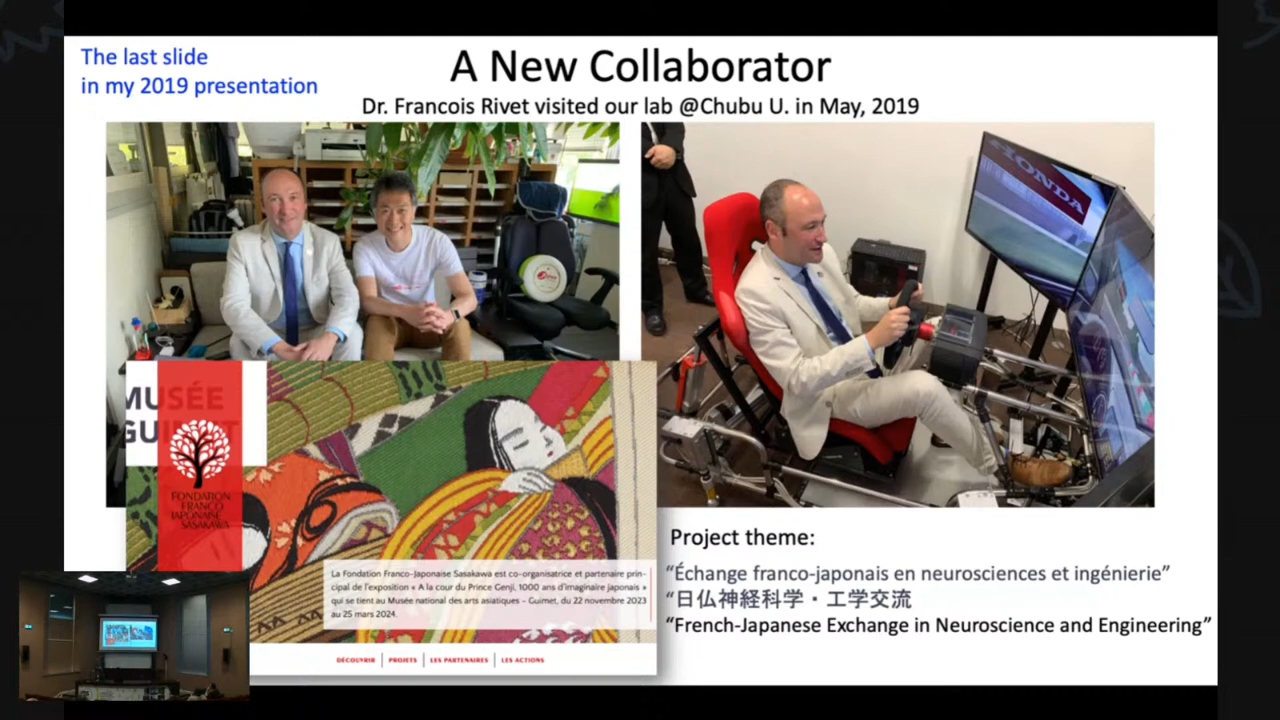 The last slide
in my 2019 presentation
A New Collaborator
Dr. Francois Rivet visited our lab @Chubu U. in May, 2019
HONDA
MUSÉE
FONDATION
FRANCO
JAPONAISE
SASAKAWA
La Fondation Franco-Japonaise Sasakawa est co-organisatrice et partenaire prin-
cipal de l'exposition « A la cour du Prince Genji, 1000 ans d'imaginaire japonais »
qui se tient au Musée national des arts asiatiques – Guimet, du 22 novembre 2023
au 25 mars 2024.
DÉCOUVRIR | PROJETS | LES PARTENAIRES | LES ACTIONS
Project theme:
“Échange franco-japonais en neurosciences et ingénierie”
“日仏神経科学・工学交流
“French-Japanese Exchange in Neuroscience and Engineering”